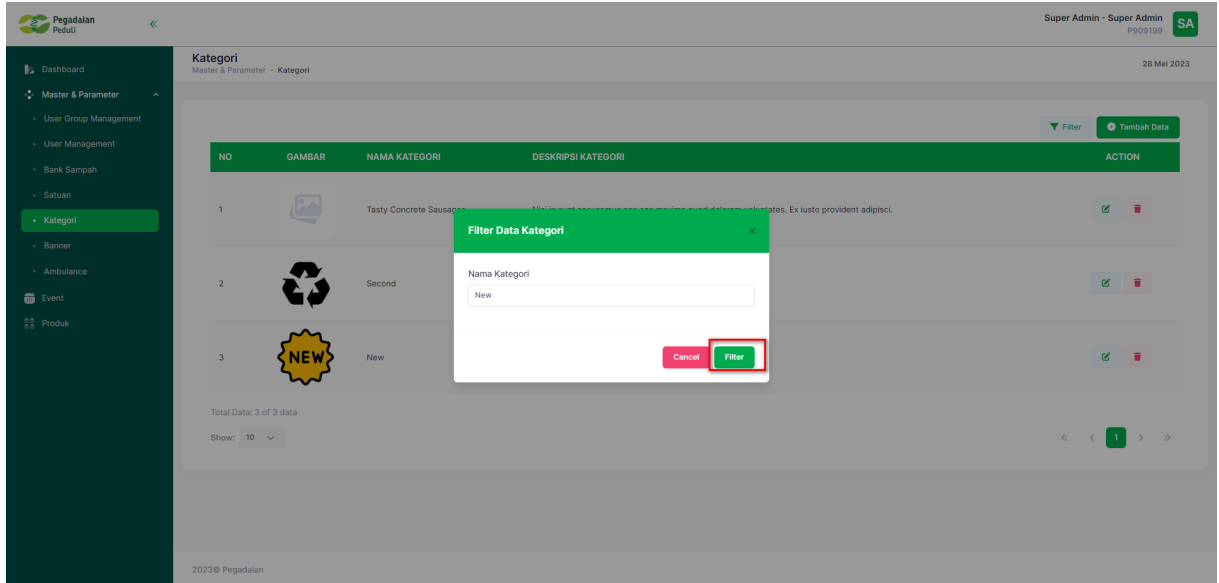 Pegadaian
Peduli
Super Admin - Super Admin
P909199
SA
Dashboard
Master & Parameter
User Group Management
User Management
Bank Sampah
Satuan
Kategori
Banner
Ambulance
Event
Produk
Kategori
Master & Parameter - Kategori
28 Mei 2023
Filter
Tambah Data
NO GAMBAR NAMA KATEGORI DESKRIPSI KATEGORI ACTION
1 Tasty Concrete Sausages tates. Ex iusto provident adipisci.
2 Second
3 NEW New
Filter Data Kategori
Nama Kategori
New
Cancel
Filter
Total Data: 3 of 3 data
Show: 10
1
2023© Pegadaian